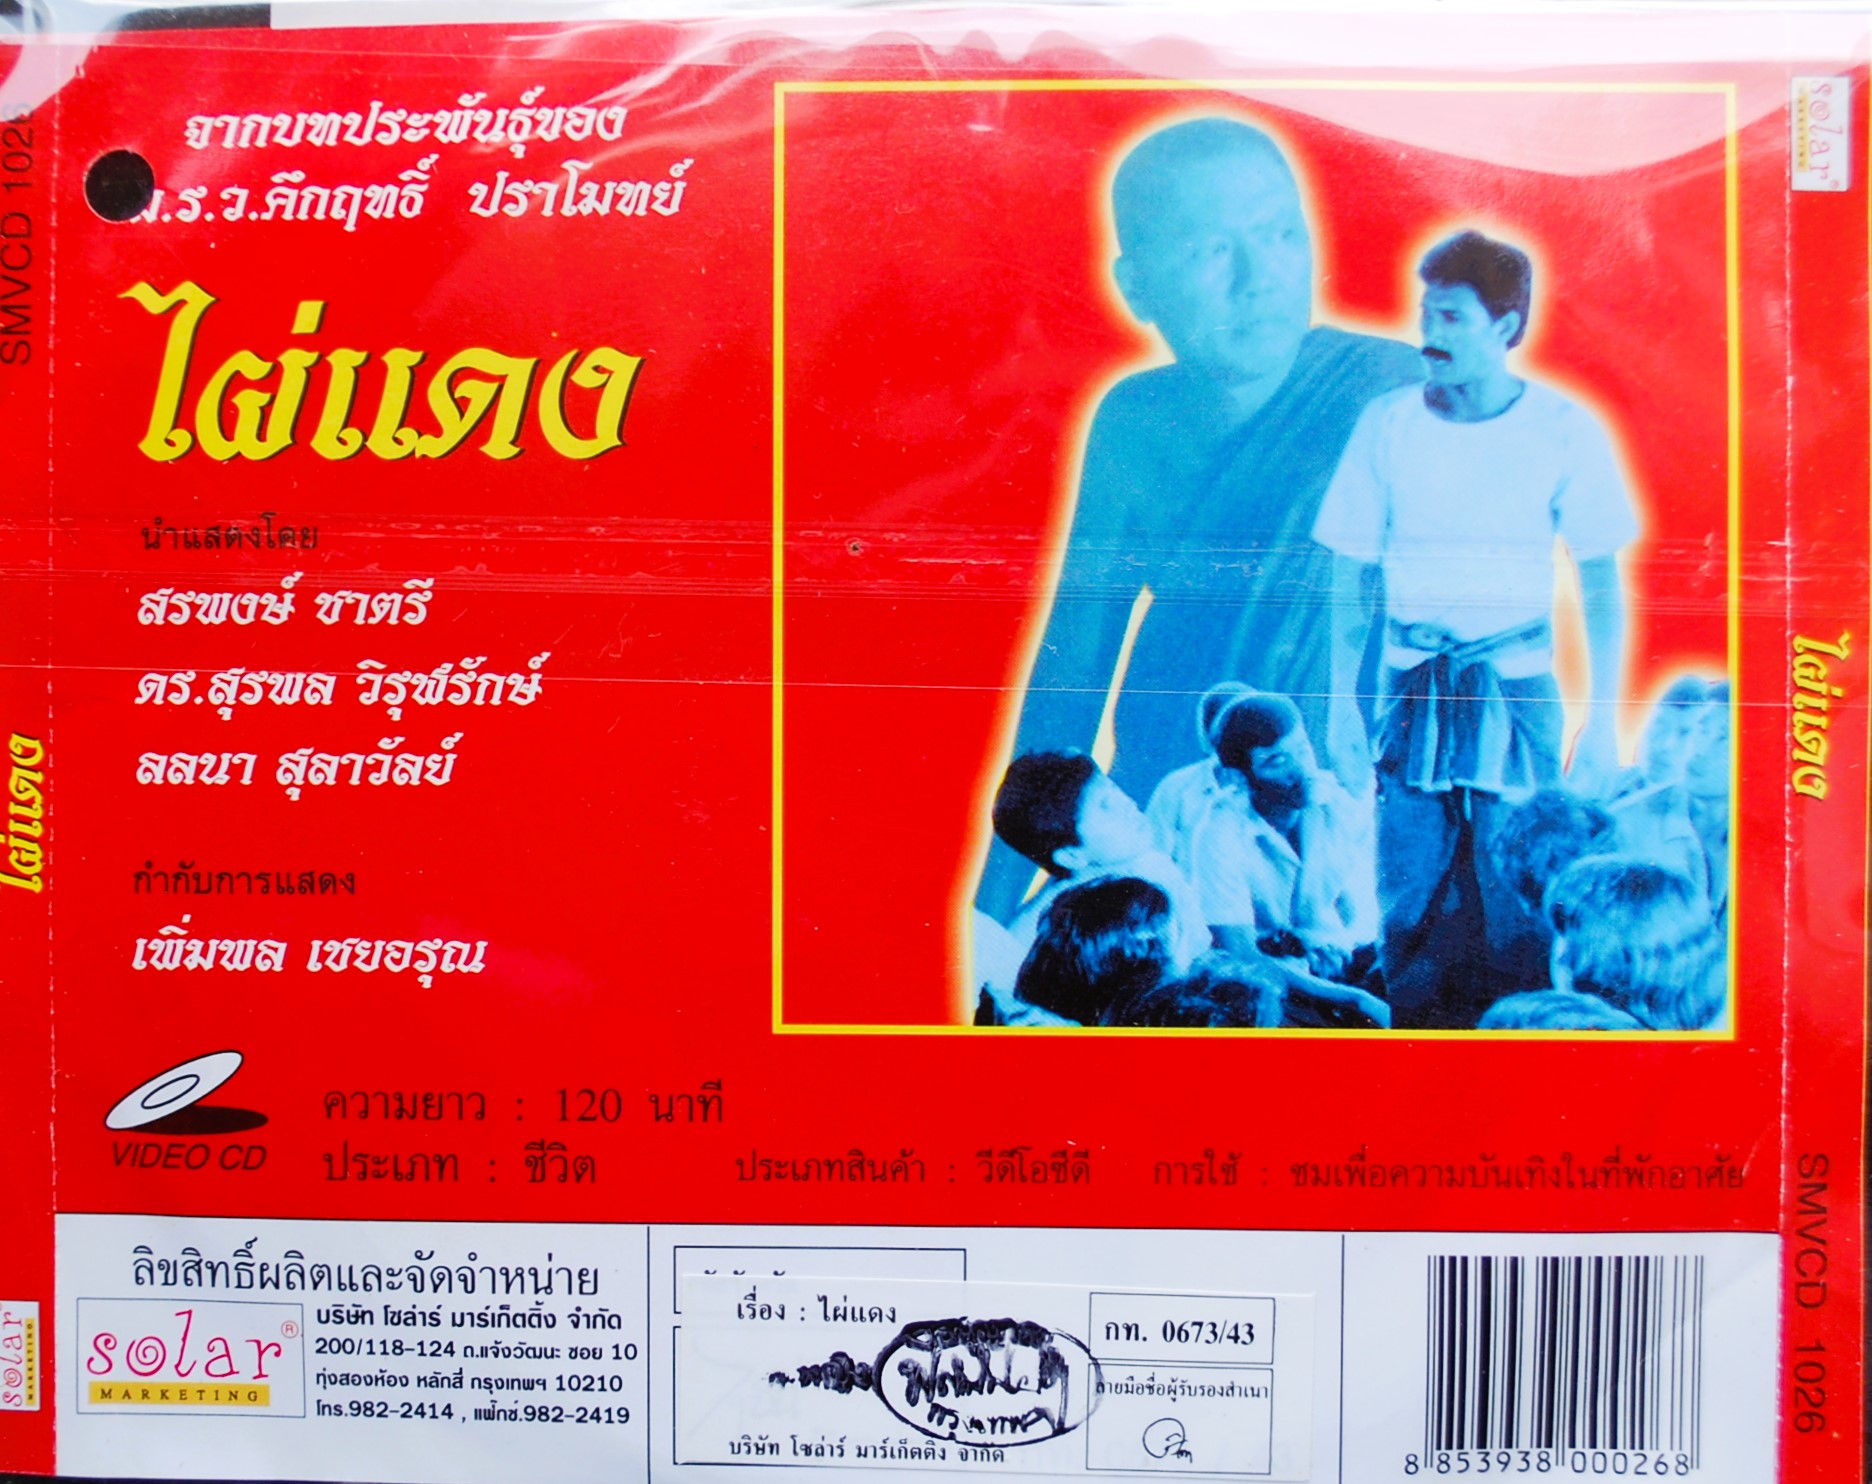 จากบทประพันธุ์ของ
ม.ร.ว.คึกฤทธิ์ ปราโมทย์
ไผ่แดง
นำแสดงโดย
สรพงษ์ ชาตรี
ดร.สุรพล วิรุฬรักษ์
ลลนา สุลาวัลย์
กำกับการแสดง
เพิ่มพล เชยอรุณ
VIDEO CD
ความยาว : 120 นาที
ประเภท : ชีวิต
ประเภทสินค้า : วีดีโอซีดี
การใช้ : ชมเพื่อความบันเทิงในที่พักอาศัย
ลิขสิทธิ์ผลิตและจัดจำหน่าย
solar®
MARKETING
บริษัท โซล่าร์ มาร์เก็ตติ้ง จำกัด
200/118-124 ถ.แจ้งวัฒนะ ซอย 10
ทุ่งสองห้อง หลักสี่ กรุงเทพฯ 10210
โทร.982-2414 , แฟ็กซ์.982-2419
เรื่อง : ไผ่แดง
กท. 0673/43
ลายมือชื่อผู้รับรองสำเนา
บริษัท โซล่าร์ มาร์เก็ตติง จำกัด
8 853938 000268
SMVCD 1026
ไผ่แดง
solar
MARKETING
solar
MARKETING
ไผ่แดง
SMVCD 1026